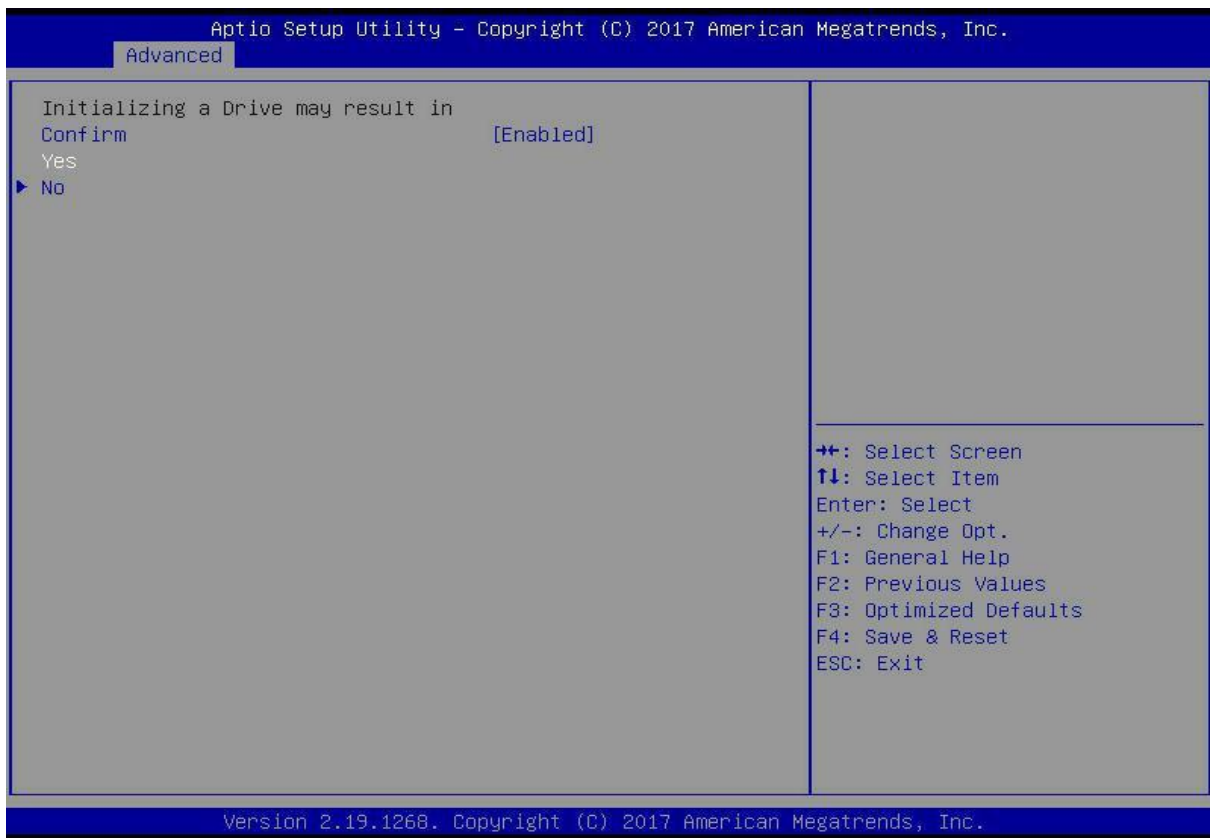 Aptio Setup Utility – Copyright (C) 2017 American Megatrends, Inc.
Advanced
Initializing a Drive may result in
Confirm [Enabled]
Yes
▶ No
→←: Select Screen
↑↓: Select Item
Enter: Select
+/-: Change Opt.
F1: General Help
F2: Previous Values
F3: Optimized Defaults
F4: Save & Reset
ESC: Exit
Version 2.19.1268. Copyright (C) 2017 American Megatrends, Inc.